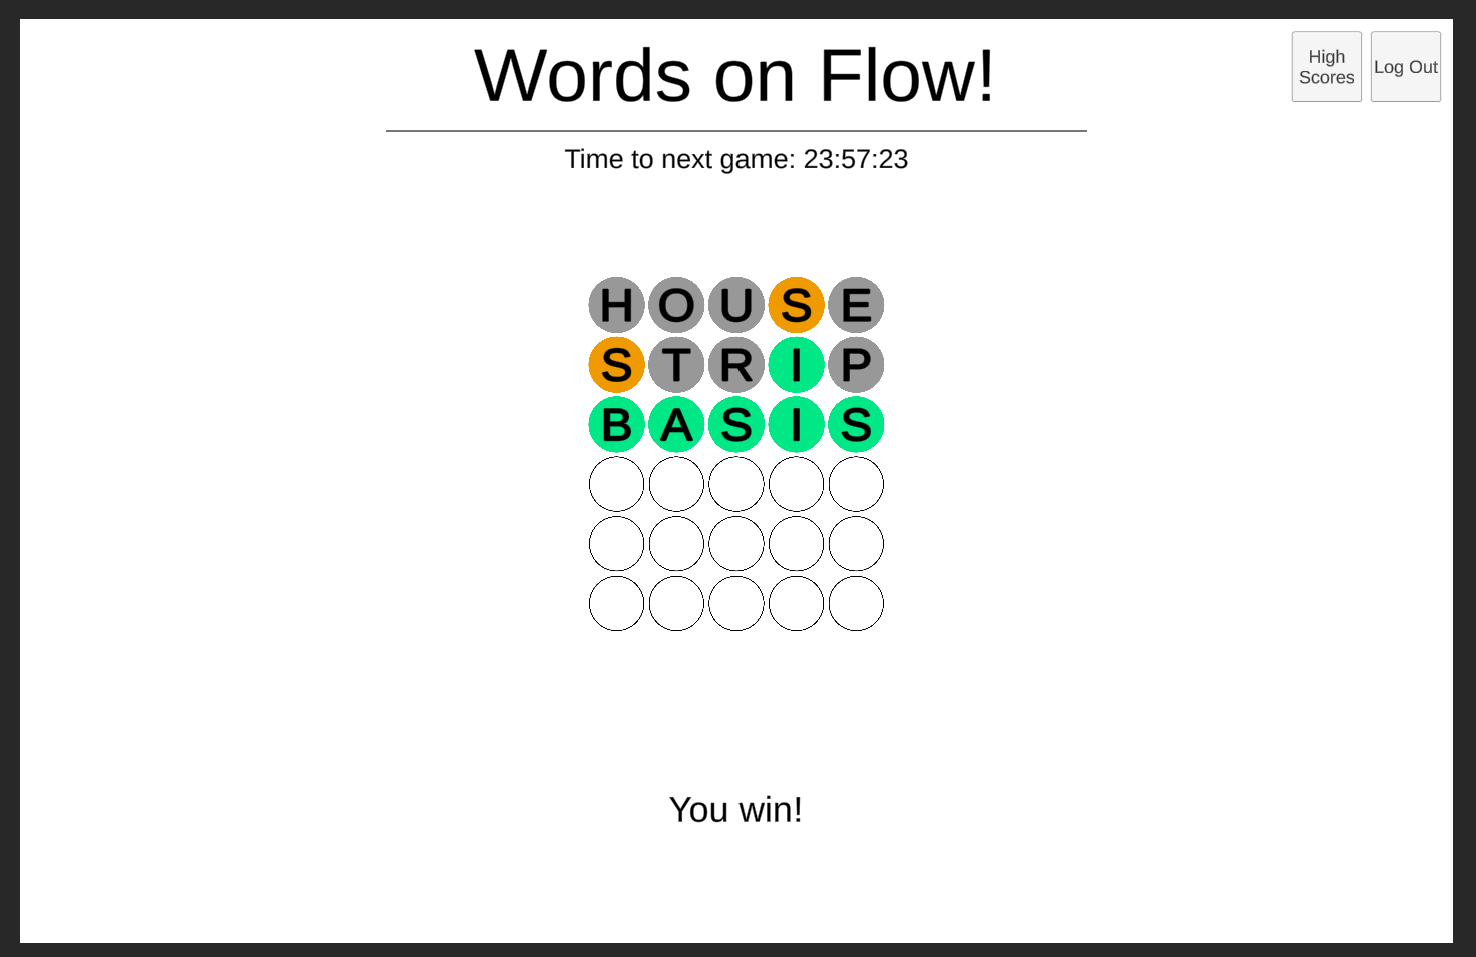 Words on Flow!
High Scores
Log Out
Time to next game: 23:57:23
HOUSE
STRIP
BASIS
You win!